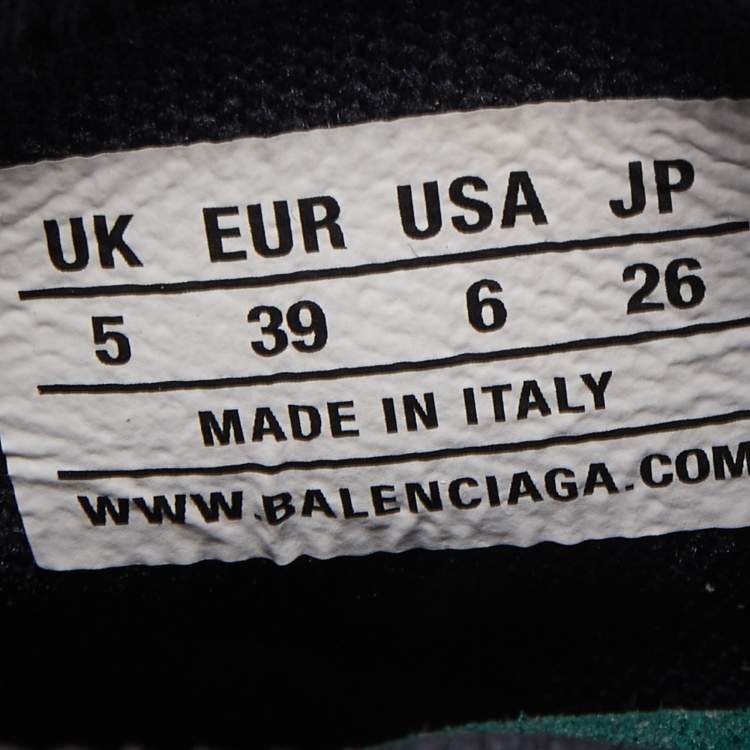 UK EUR USA JP
5 39 6 26
MADE IN ITALY
WWW.BALENCIAGA.COM